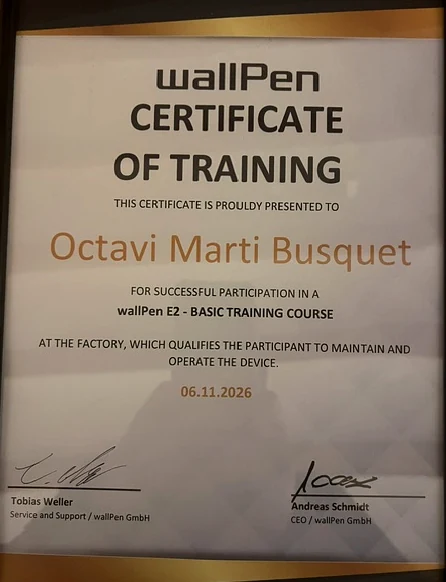 wallPen
CERTIFICATE
OF TRAINING
THIS CERTIFICATE IS PROULDY PRESENTED TO
Octavi Marti Busquet
FOR SUCCESSFUL PARTICIPATION IN A
wallPen E2 - BASIC TRAINING COURSE
AT THE FACTORY, WHICH QUALIFIES THE PARTICIPANT TO MAINTAIN AND
OPERATE THE DEVICE.
06.11.2026
Tobias Weller
Service and Support / wallPen GmbH
Andreas Schmidt
CEO / wallPen GmbH